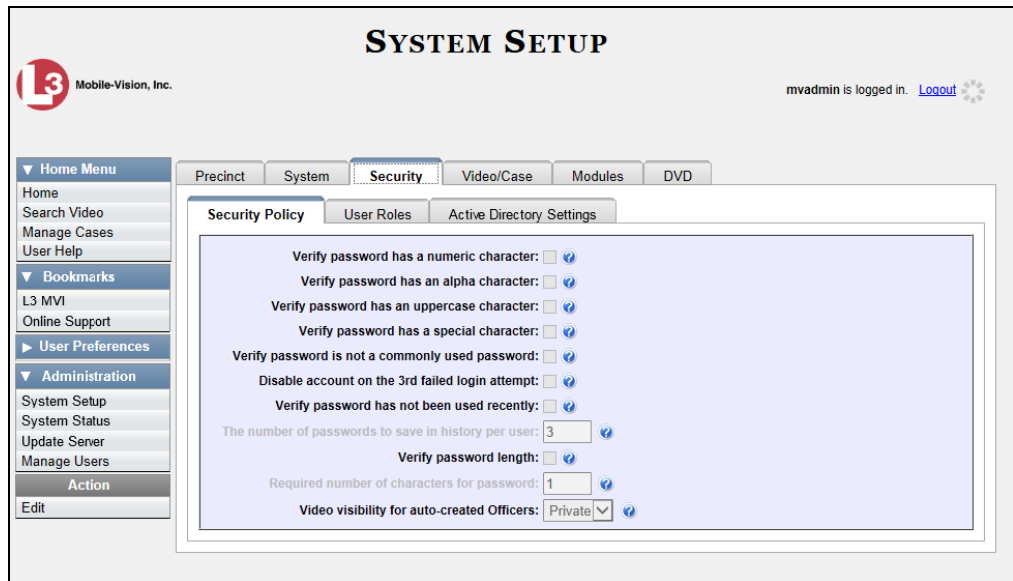 SYSTEM SETUP
L3 Mobile-Vision, Inc.
mvadmin is logged in. Logout
Home Menu
Home
Search Video
Manage Cases
User Help
Bookmarks
L3 MVI
Online Support
User Preferences
Administration
System Setup
System Status
Update Server
Manage Users
Action
Edit
Precinct System Security Video/Case Modules DVD
Security Policy User Roles Active Directory Settings
Verify password has a numeric character: ?
Verify password has an alpha character: ?
Verify password has an uppercase character: ?
Verify password has a special character: ?
Verify password is not a commonly used password: ?
Disable account on the 3rd failed login attempt: ?
Verify password has not been used recently: ?
The number of passwords to save in history per user: 3 ?
Verify password length: ?
Required number of characters for password: 1 ?
Video visibility for auto-created Officers: Private ?